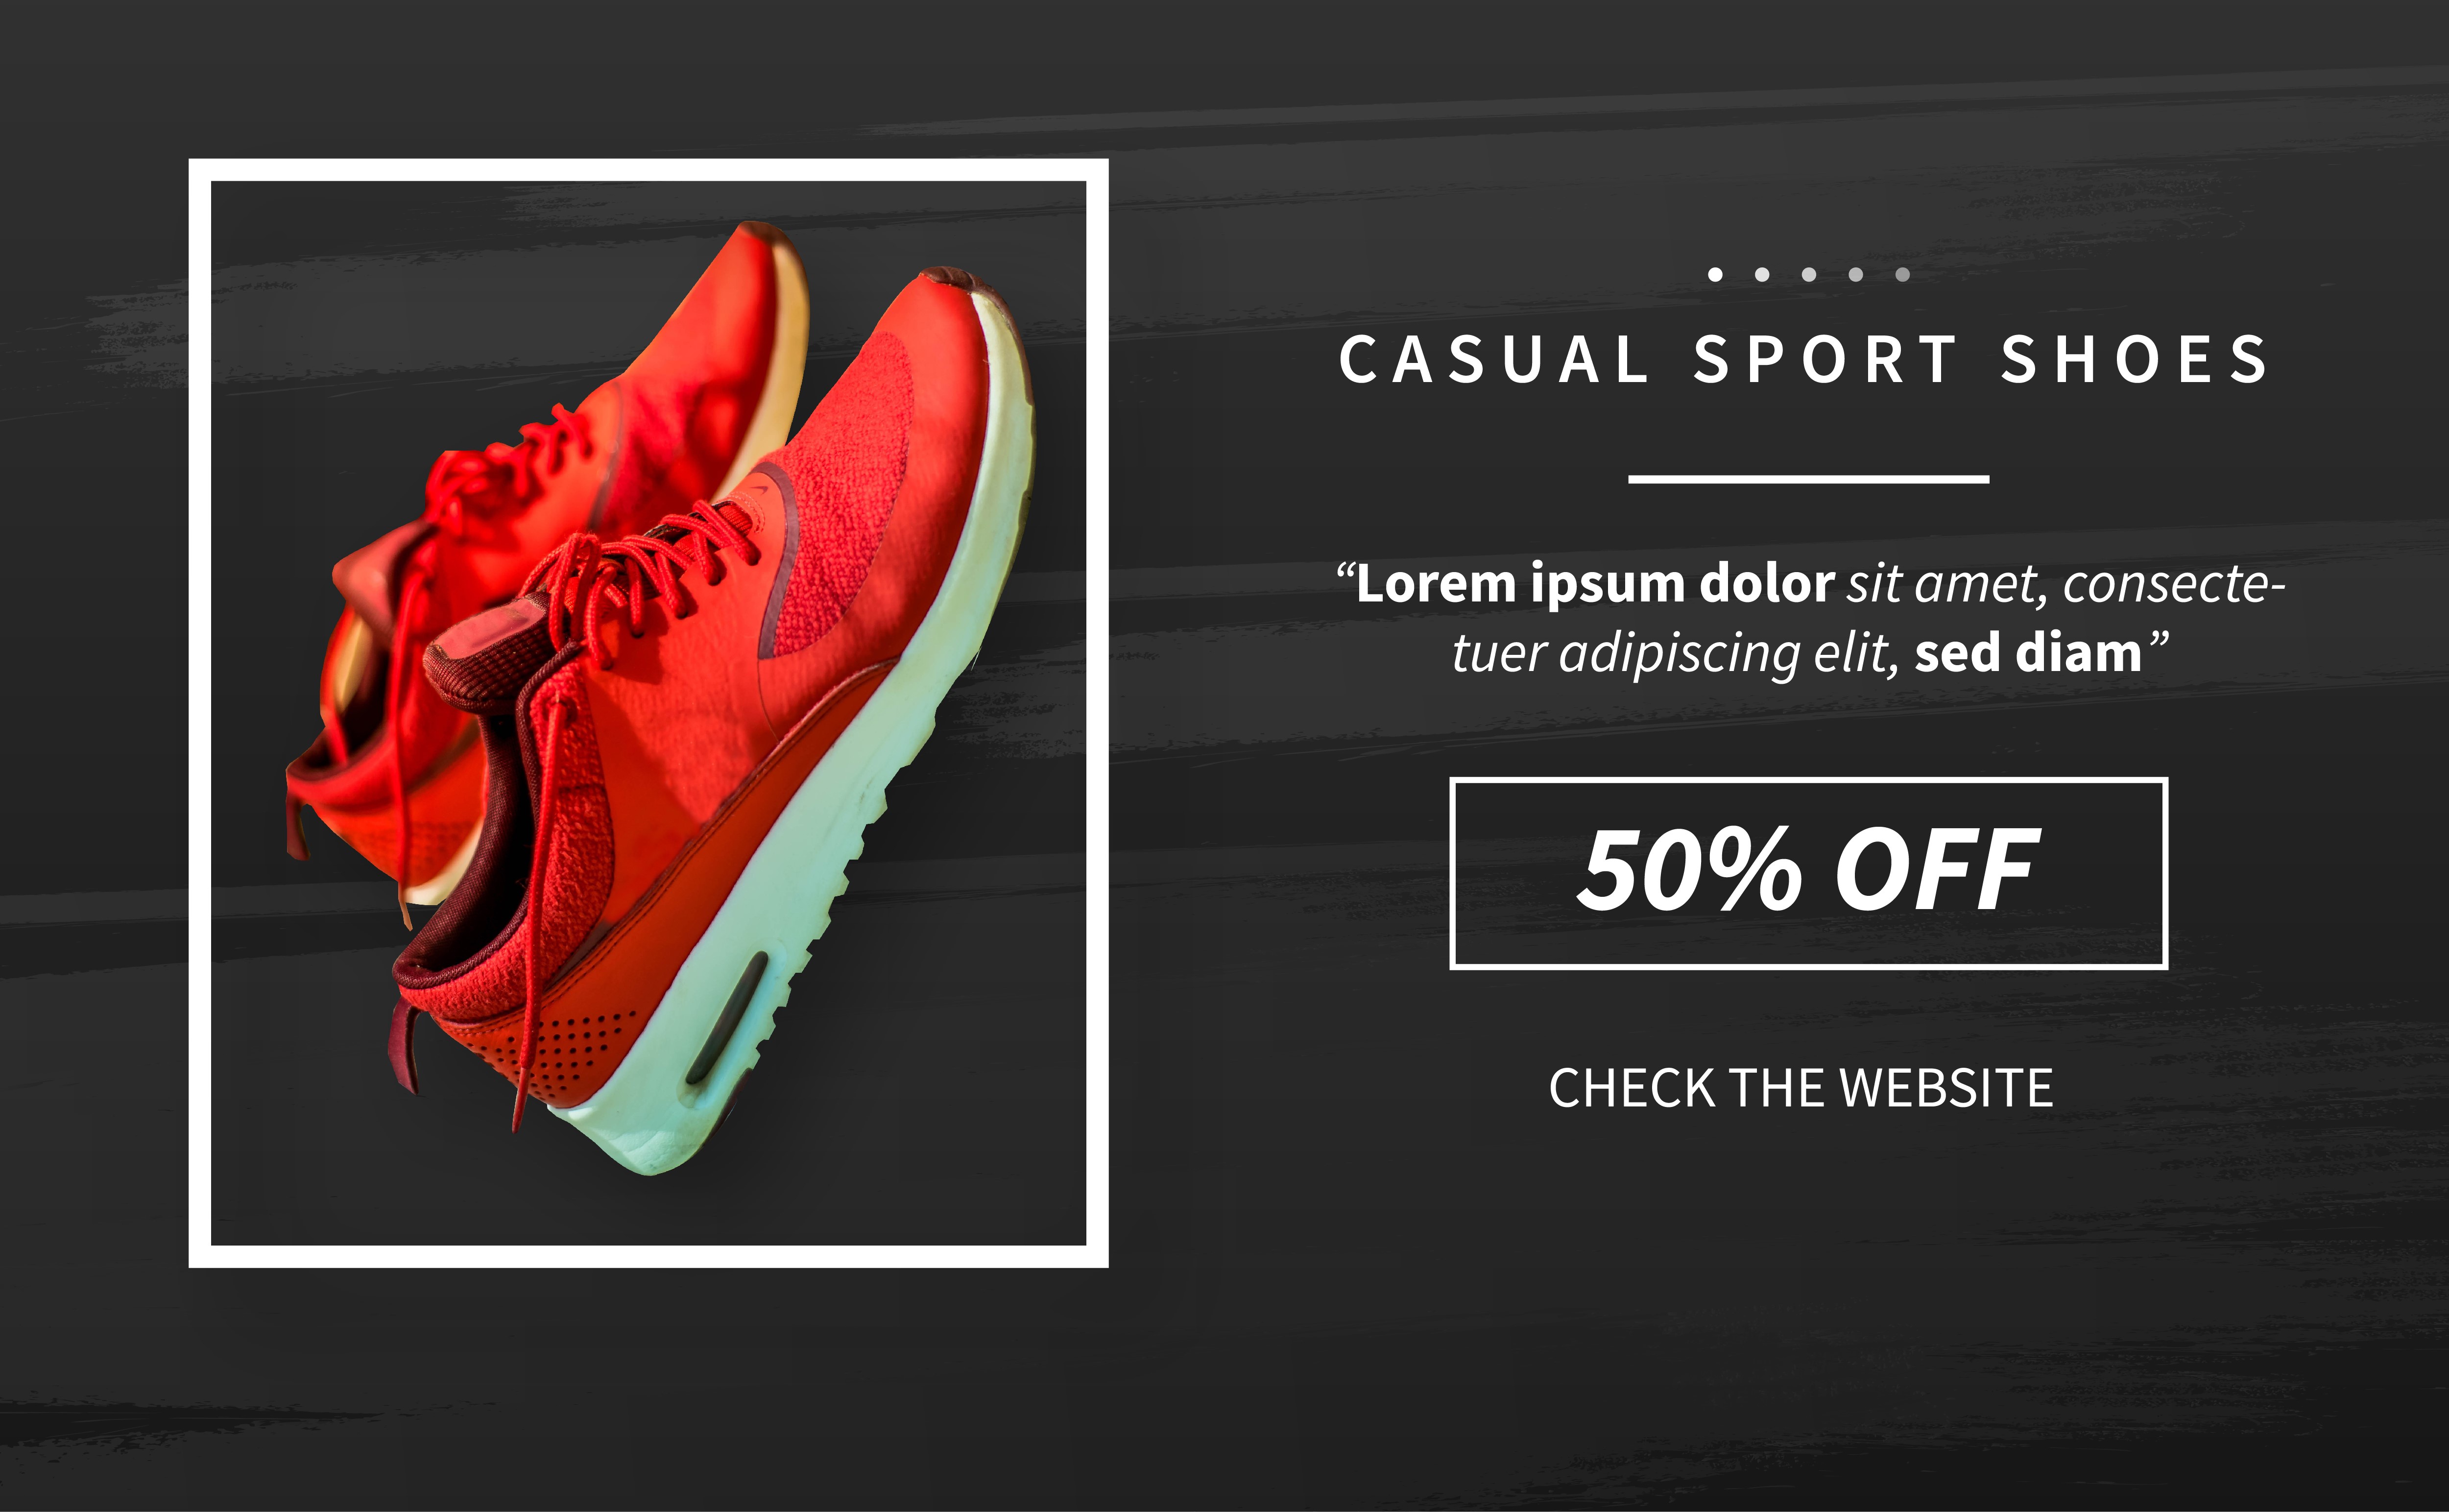 CASUAL SPORT SHOES
“Lorem ipsum dolor sit amet, consecte-
tuer adipiscing elit, sed diam”
50% OFF
CHECK THE WEBSITE